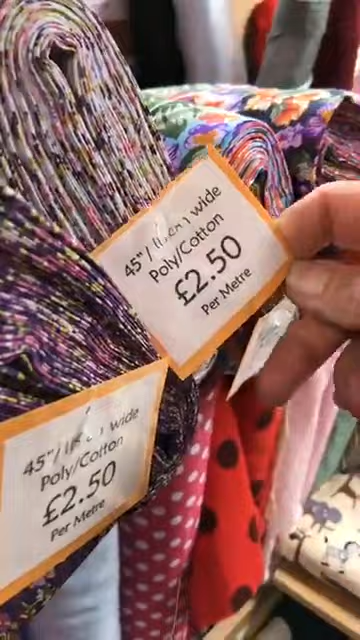 45"/ wide
Poly/Cotton
£2.50
Per Metre
45"/ wide
Poly/Cotton
£2.50
Per Metre